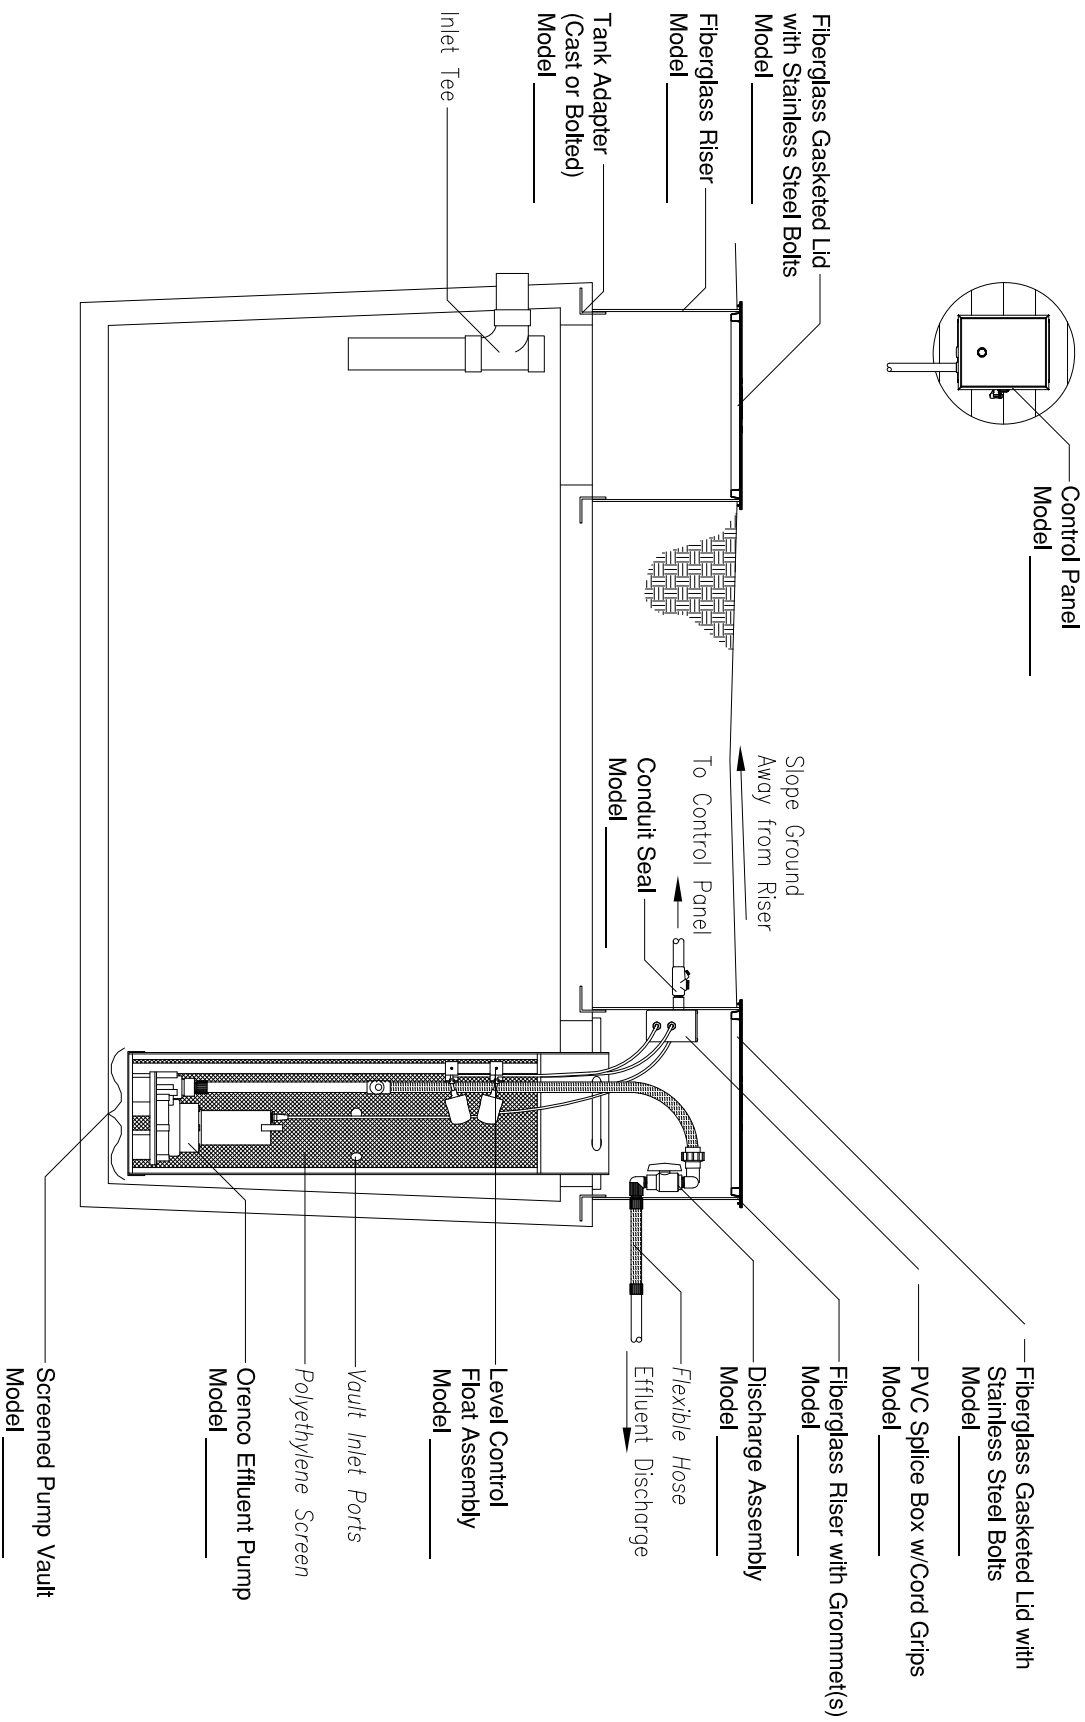 Control Panel
Model
Fiberglass Gasketed Lid
with Stainless Steel Bolts
Model
Fiberglass Riser
Model
Tank Adapter
(Cast or Bolted)
Model
Inlet Tee
Slope Ground
Away from Riser
To Control Panel
Conduit Seal
Model
Fiberglass Gasketed Lid with
Stainless Steel Bolts
Model
PVC Splice Box w/Cord Grips
Model
Fiberglass Riser with Grommet(s)
Model
Discharge Assembly
Model
Flexible Hose
Effluent Discharge
Level Control
Float Assembly
Model
Vault Inlet Ports
Polyethylene Screen
Orenco Effluent Pump
Model
Screened Pump Vault
Model